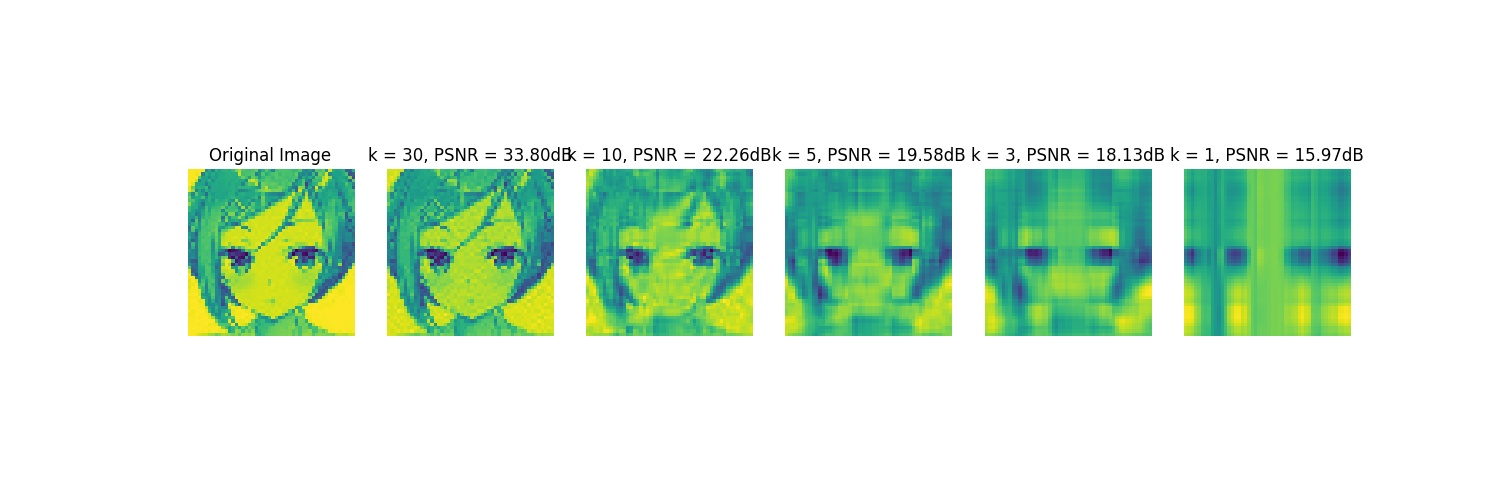 Original Image
k = 30, PSNR = 33.80dB
k = 10, PSNR = 22.26dB
k = 5, PSNR = 19.58dB
k = 3, PSNR = 18.13dB
k = 1, PSNR = 15.97dB